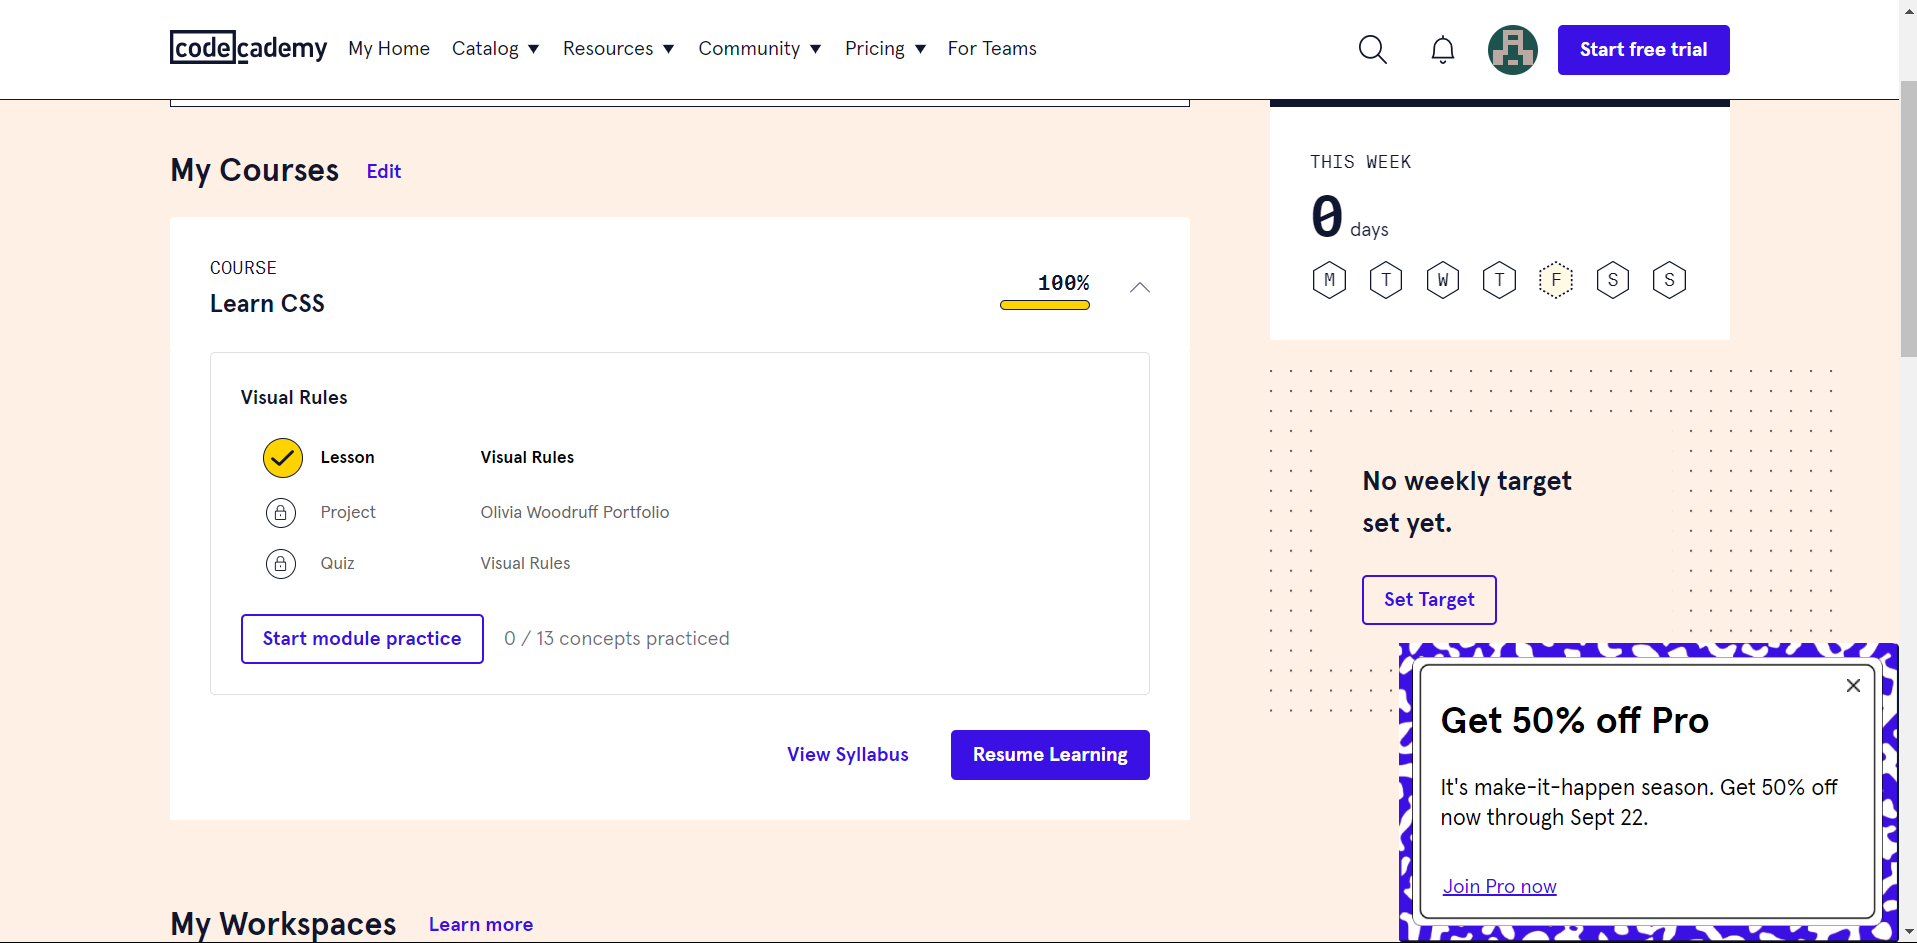 codecademy My Home Catalog Resources Community Pricing For Teams Start free trial
My Courses Edit
COURSE
Learn CSS
100%
Visual Rules
Lesson Visual Rules
Project Olivia Woodruff Portfolio
Quiz Visual Rules
Start module practice 0 / 13 concepts practiced
View Syllabus Resume Learning
My Workspaces Learn more
THIS WEEK
0 days
M T W T F S S
No weekly target
set yet.
Set Target
Get 50% off Pro
It's make-it-happen season. Get 50% off
now through Sept 22.
Join Pro now